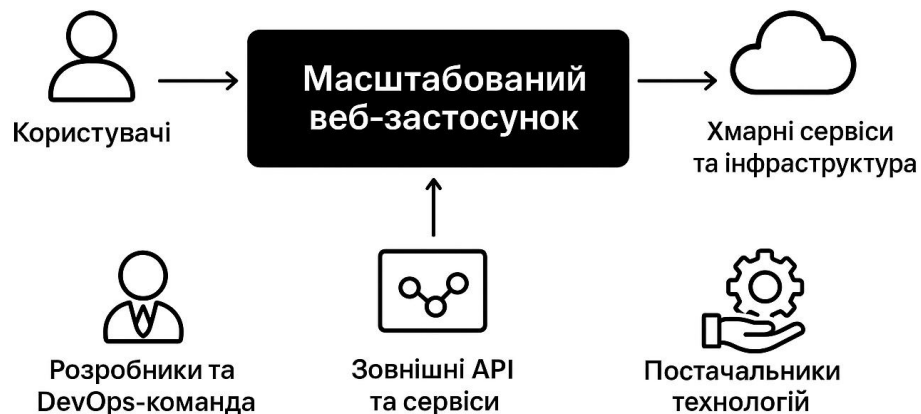 Масштабований
веб-застосунок
Користувачі
Хмарні сервіси
та інфраструктура
Розробники та
DevOps-команда
Зовнішні API
та сервіси
Постачальники
технологій